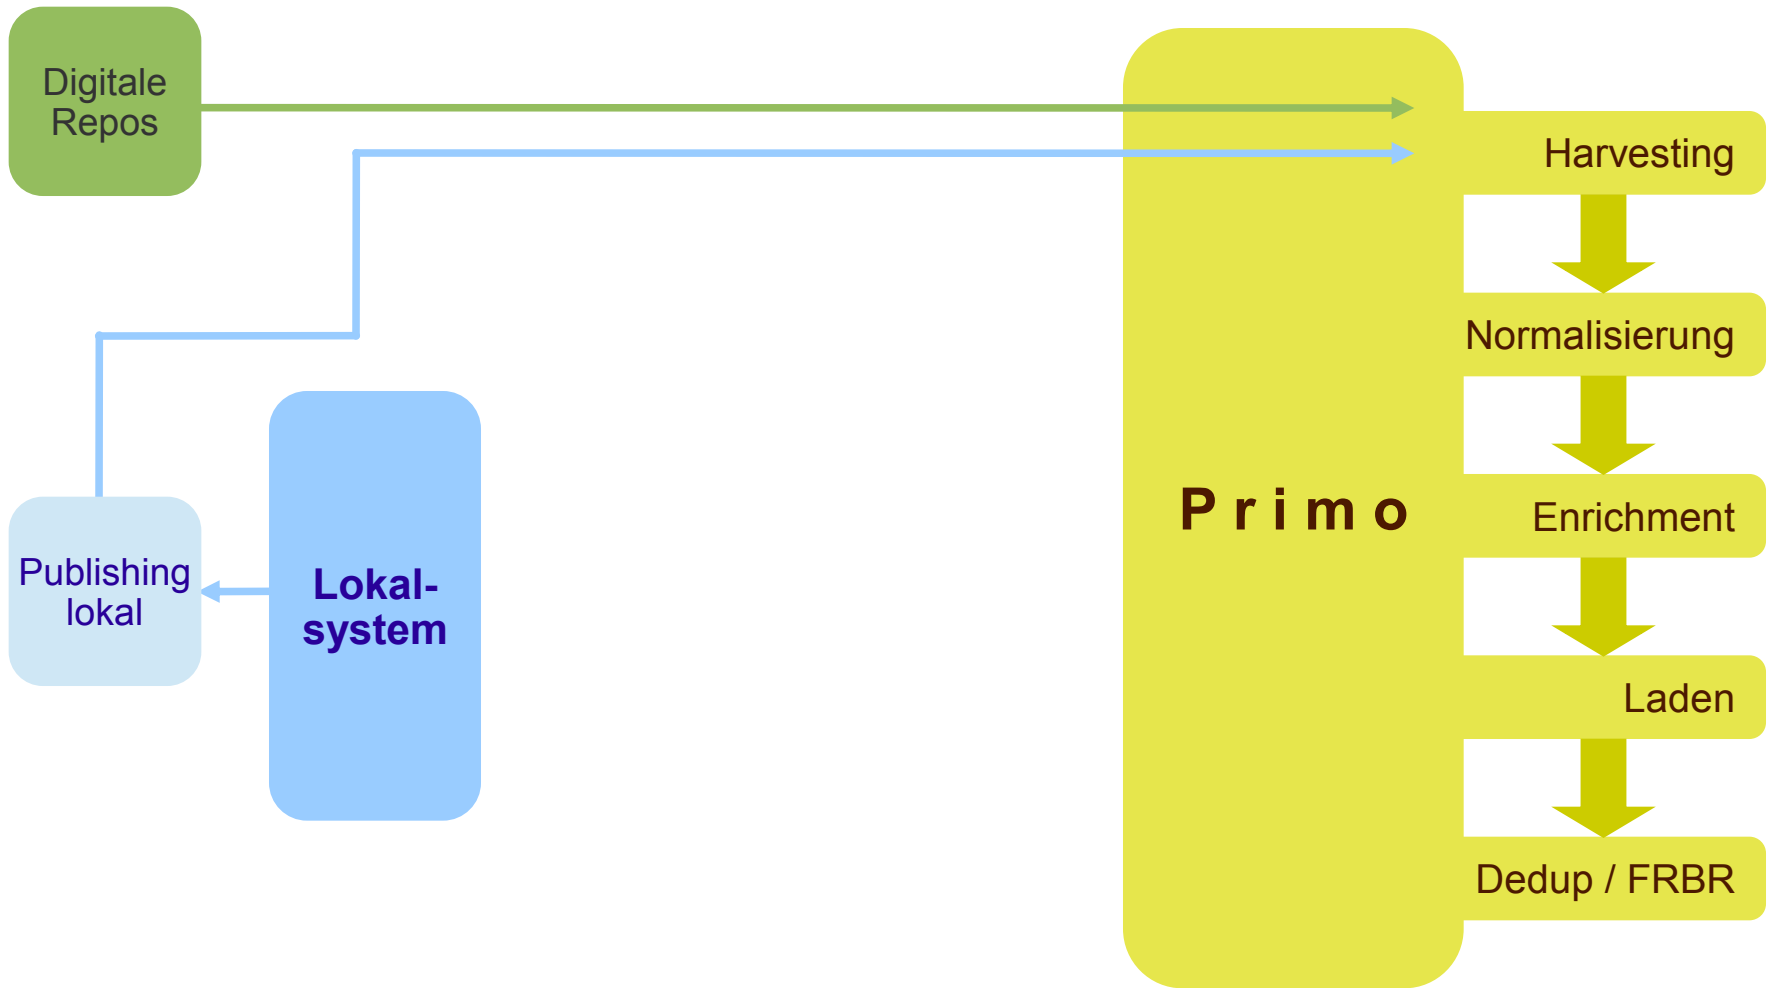 Digitale
Repos
Publishing
lokal
Lokal-
system
P r i m o
Harvesting
Normalisierung
Enrichment
Laden
Dedup / FRBR